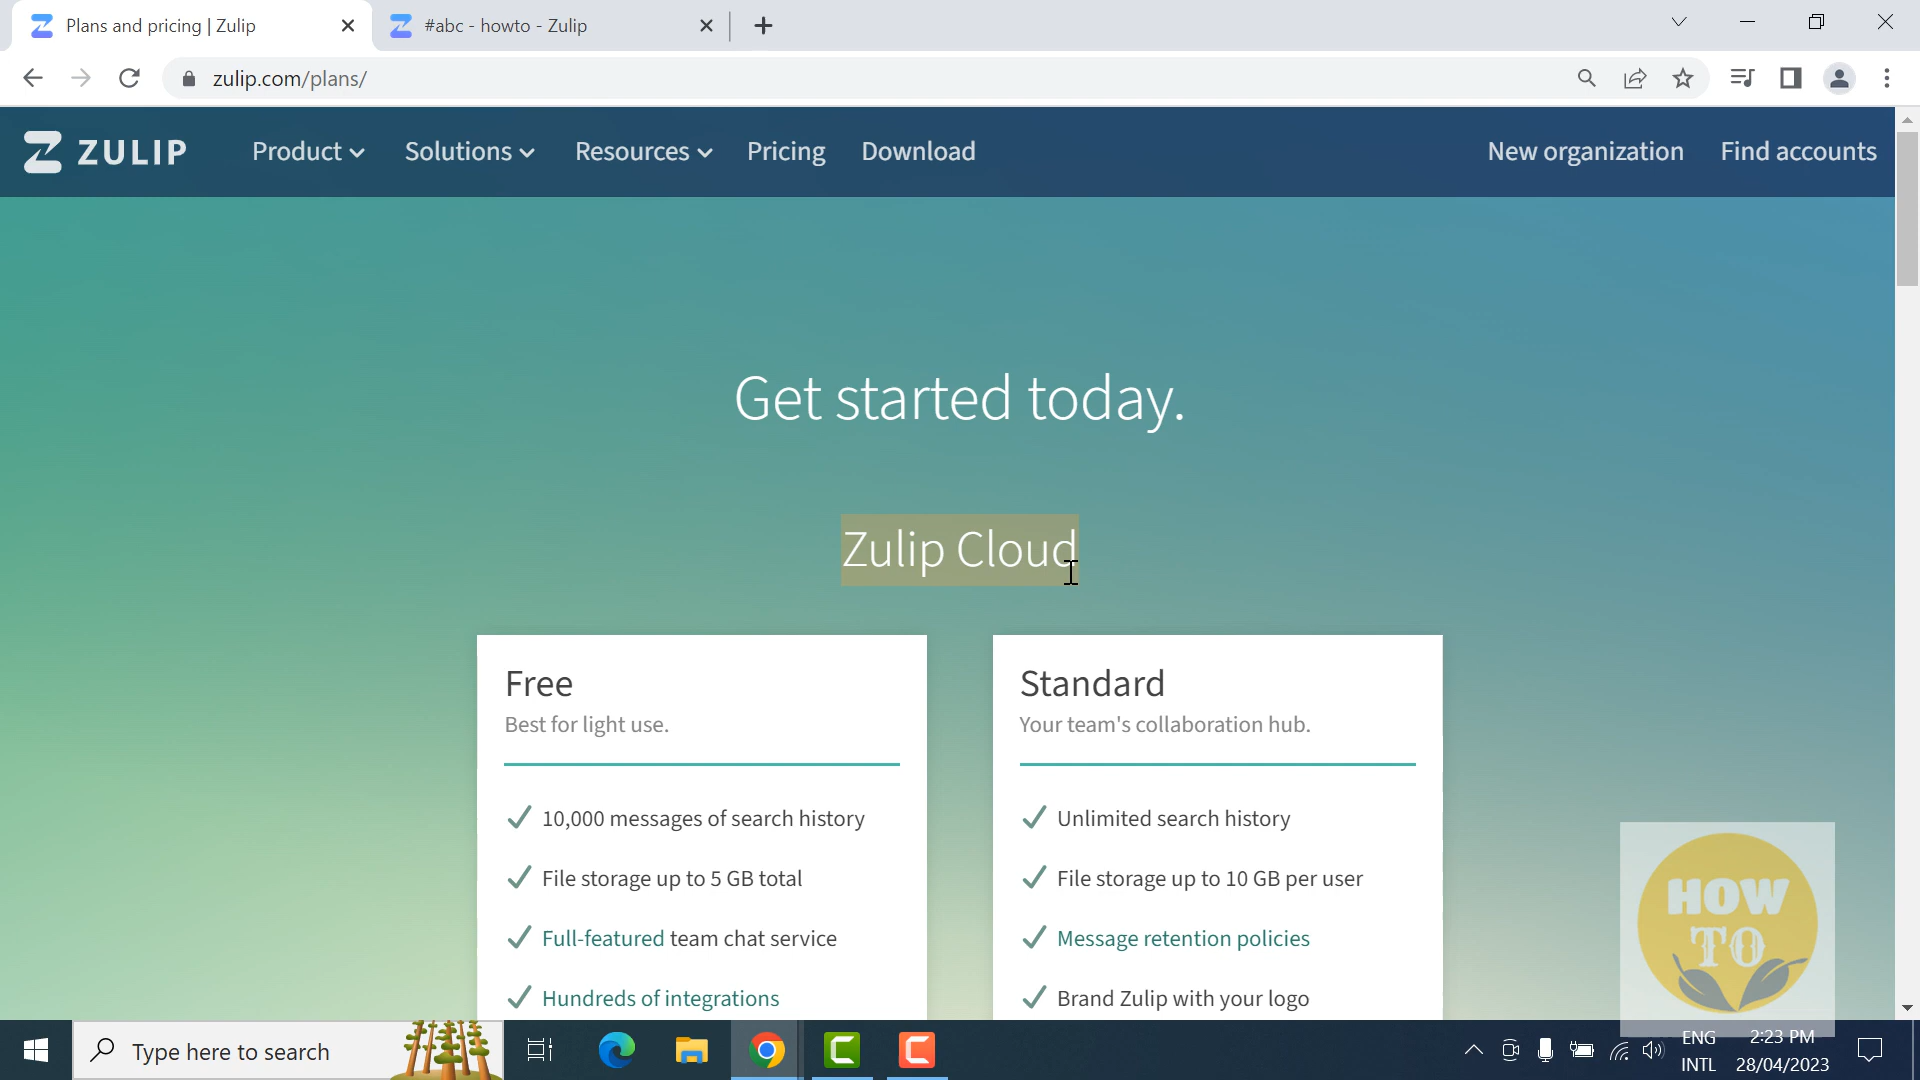 Plans and pricing | Zulip
#abc - howto - Zulip
zulip.com/plans/
ZULIP
Product
Solutions
Resources
Pricing
Download
New organization
Find accounts
Get started today.
Zulip Cloud
Free
Best for light use.
10,000 messages of search history
File storage up to 5 GB total
Full-featured team chat service
Hundreds of integrations
Standard
Your team's collaboration hub.
Unlimited search history
File storage up to 10 GB per user
Message retention policies
Brand Zulip with your logo
HOW
TO
Type here to search
ENG
INTL
2:23 PM
28/04/2023